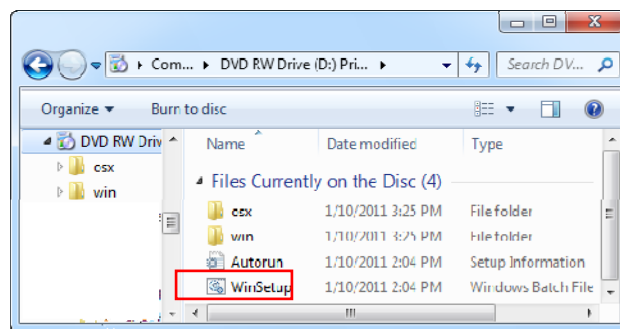 Com... DVD RW Drive (D:) Pri... Search DV...
Organize Burn to disc
DVD RW Driv
osx
win
Name Date modified Type
Files Currently on the Disc (4)
osx 1/10/2011 3:25 PM File folder
win 1/10/2011 3:25 PM File folder
Autorun 1/10/2011 2:04 PM Setup Information
WinSetup 1/10/2011 2:04 PM Windows Batch File